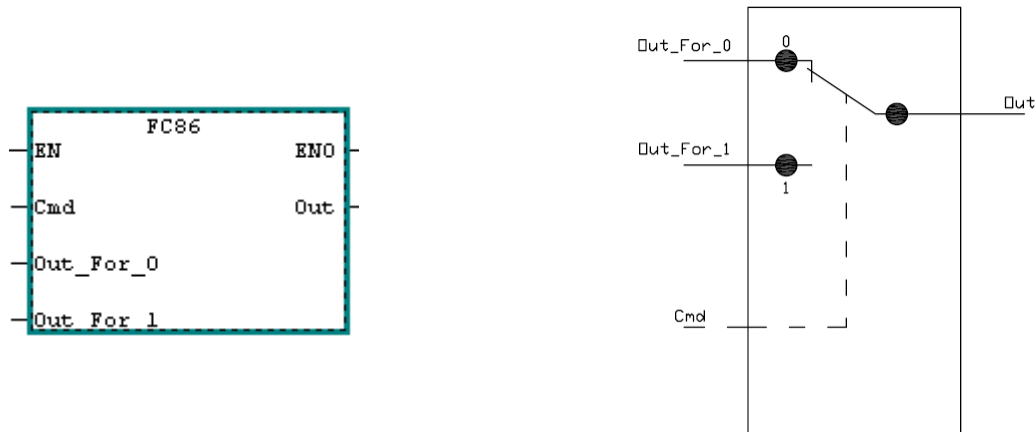 FC86
EN ENO
Cmd Out
Out_For_0
Out_For_1
Out_For_0
0
Out
Out_For_1
1
Cmd